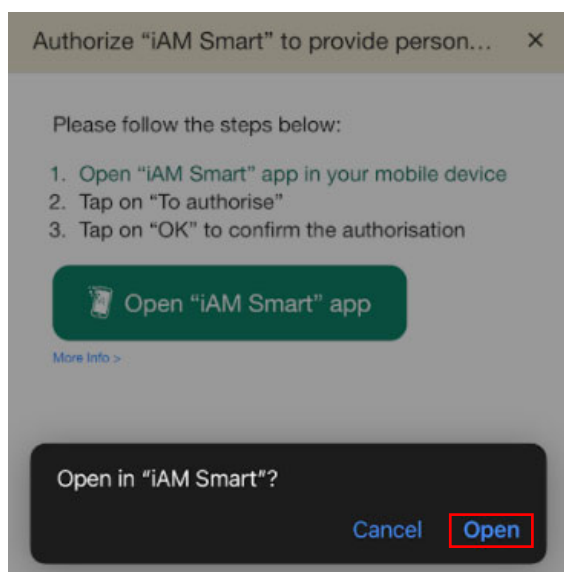 Authorize “iAM Smart” to provide person... ×
Please follow the steps below:
1. Open “iAM Smart” app in your mobile device
2. Tap on “To authorise”
3. Tap on “OK” to confirm the authorisation
Open “iAM Smart” app
More Info >
Open in “iAM Smart”?
Cancel Open